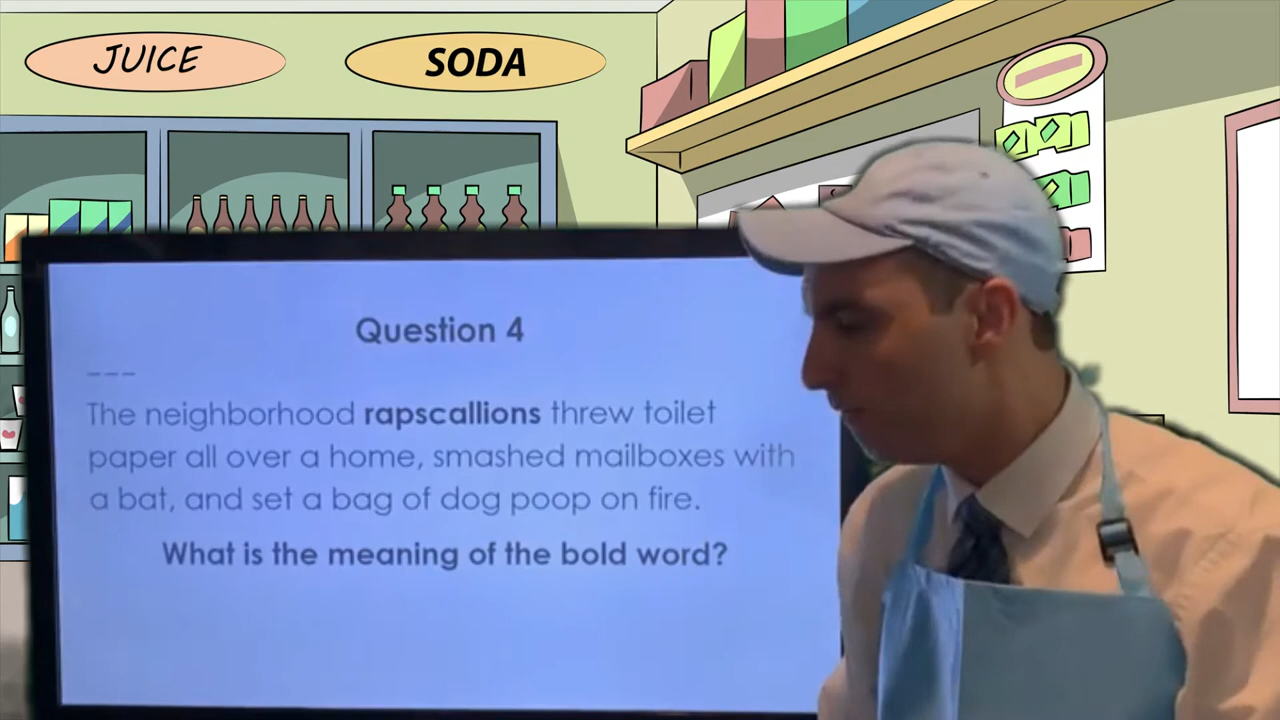 JUICE
SODA
Question 4
---
The neighborhood rapscallions threw toilet
paper all over a home, smashed mailboxes with
a bat, and set a bag of dog poop on fire.
What is the meaning of the bold word?